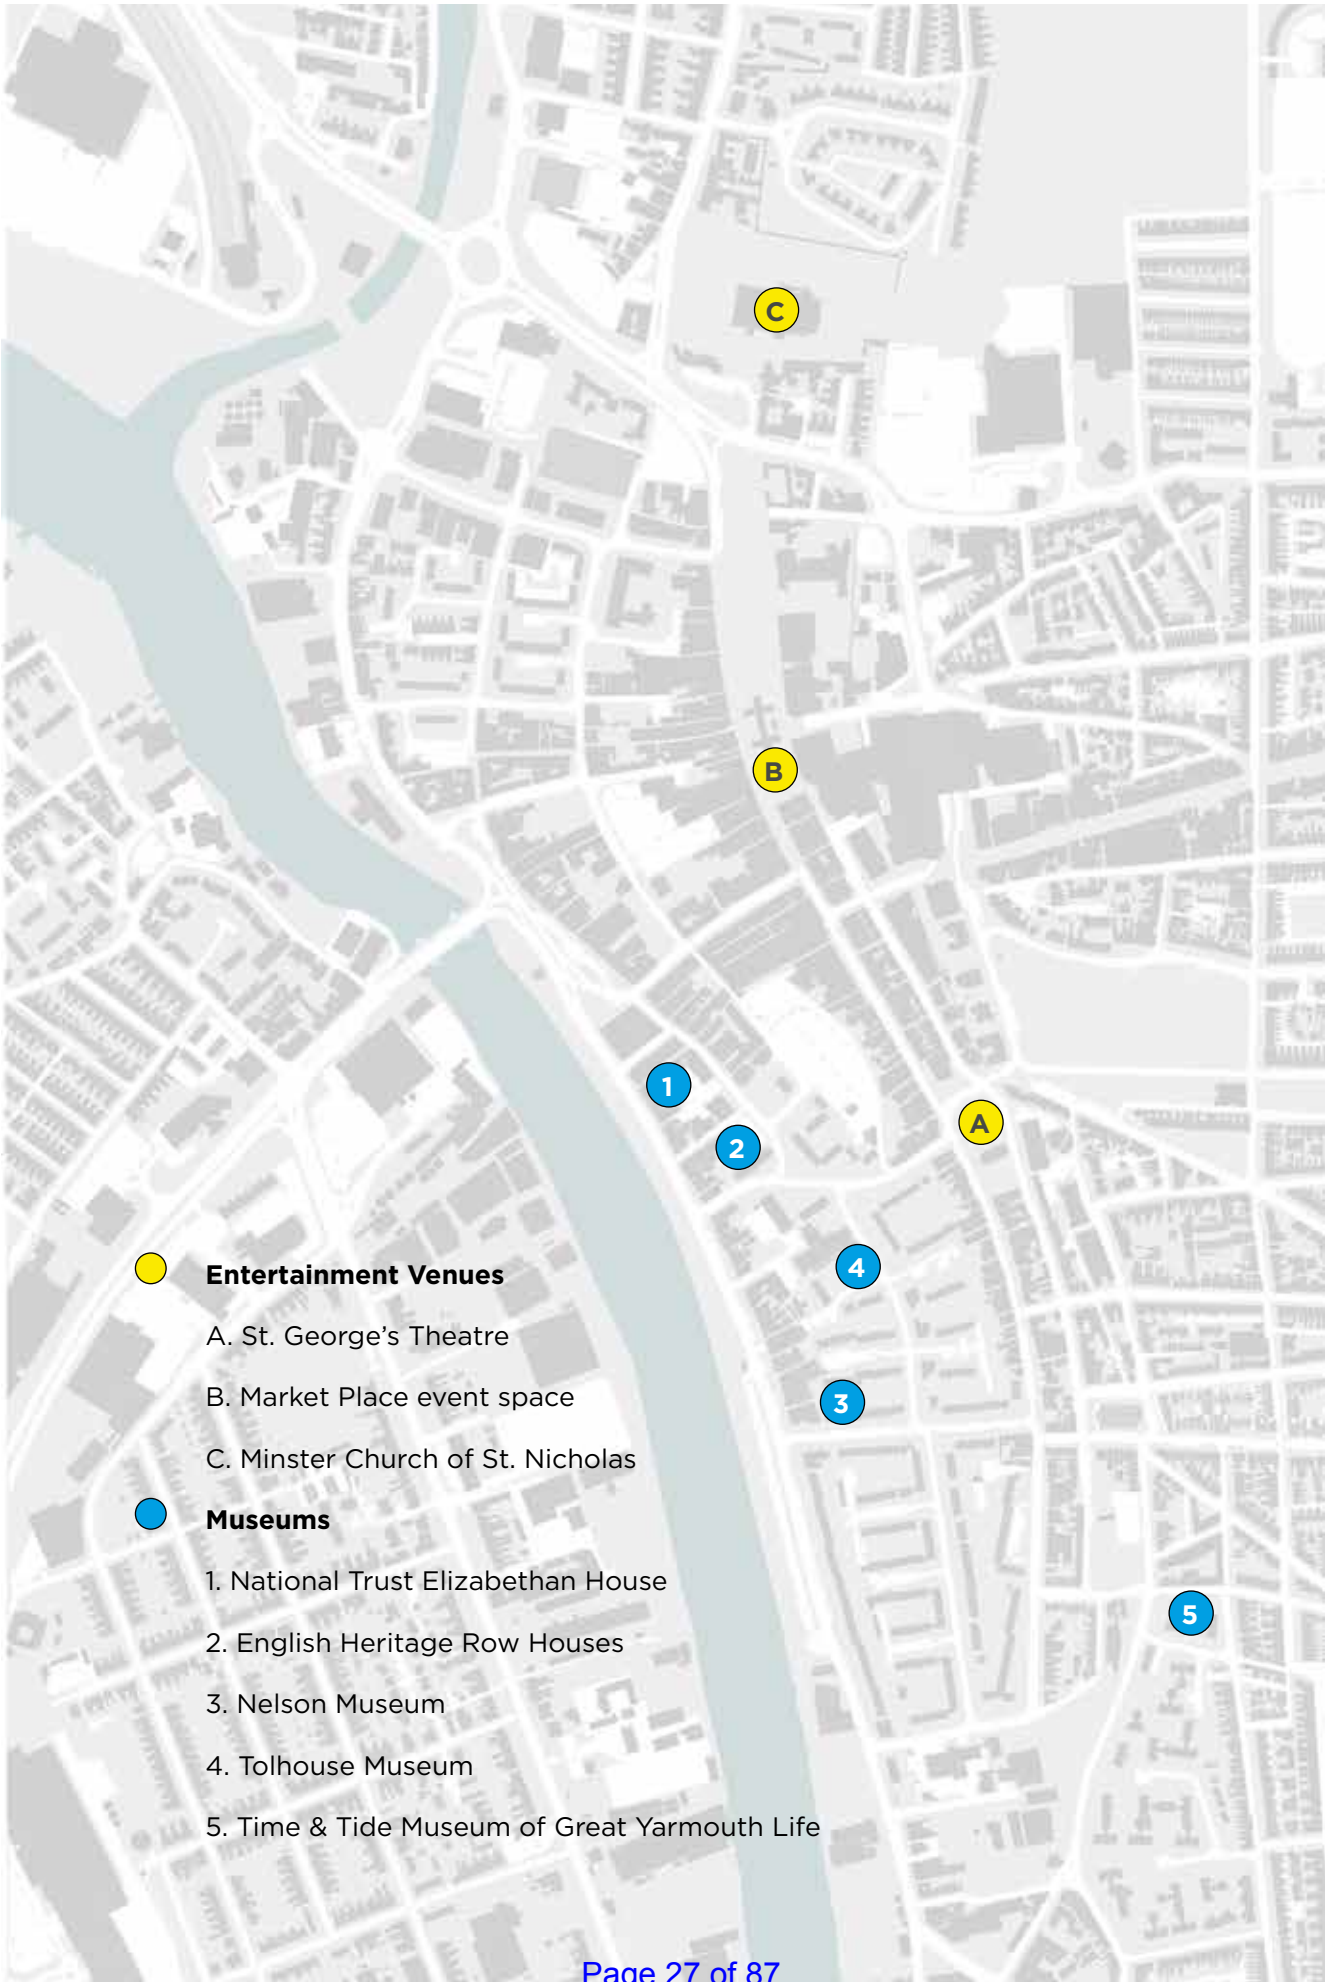 C
B
1
A
2
4
3
5
Entertainment Venues
A. St. George’s Theatre
B. Market Place event space
C. Minster Church of St. Nicholas
Museums
1. National Trust Elizabethan House
2. English Heritage Row Houses
3. Nelson Museum
4. Tolhouse Museum
5. Time & Tide Museum of Great Yarmouth Life
Page 27 of 87